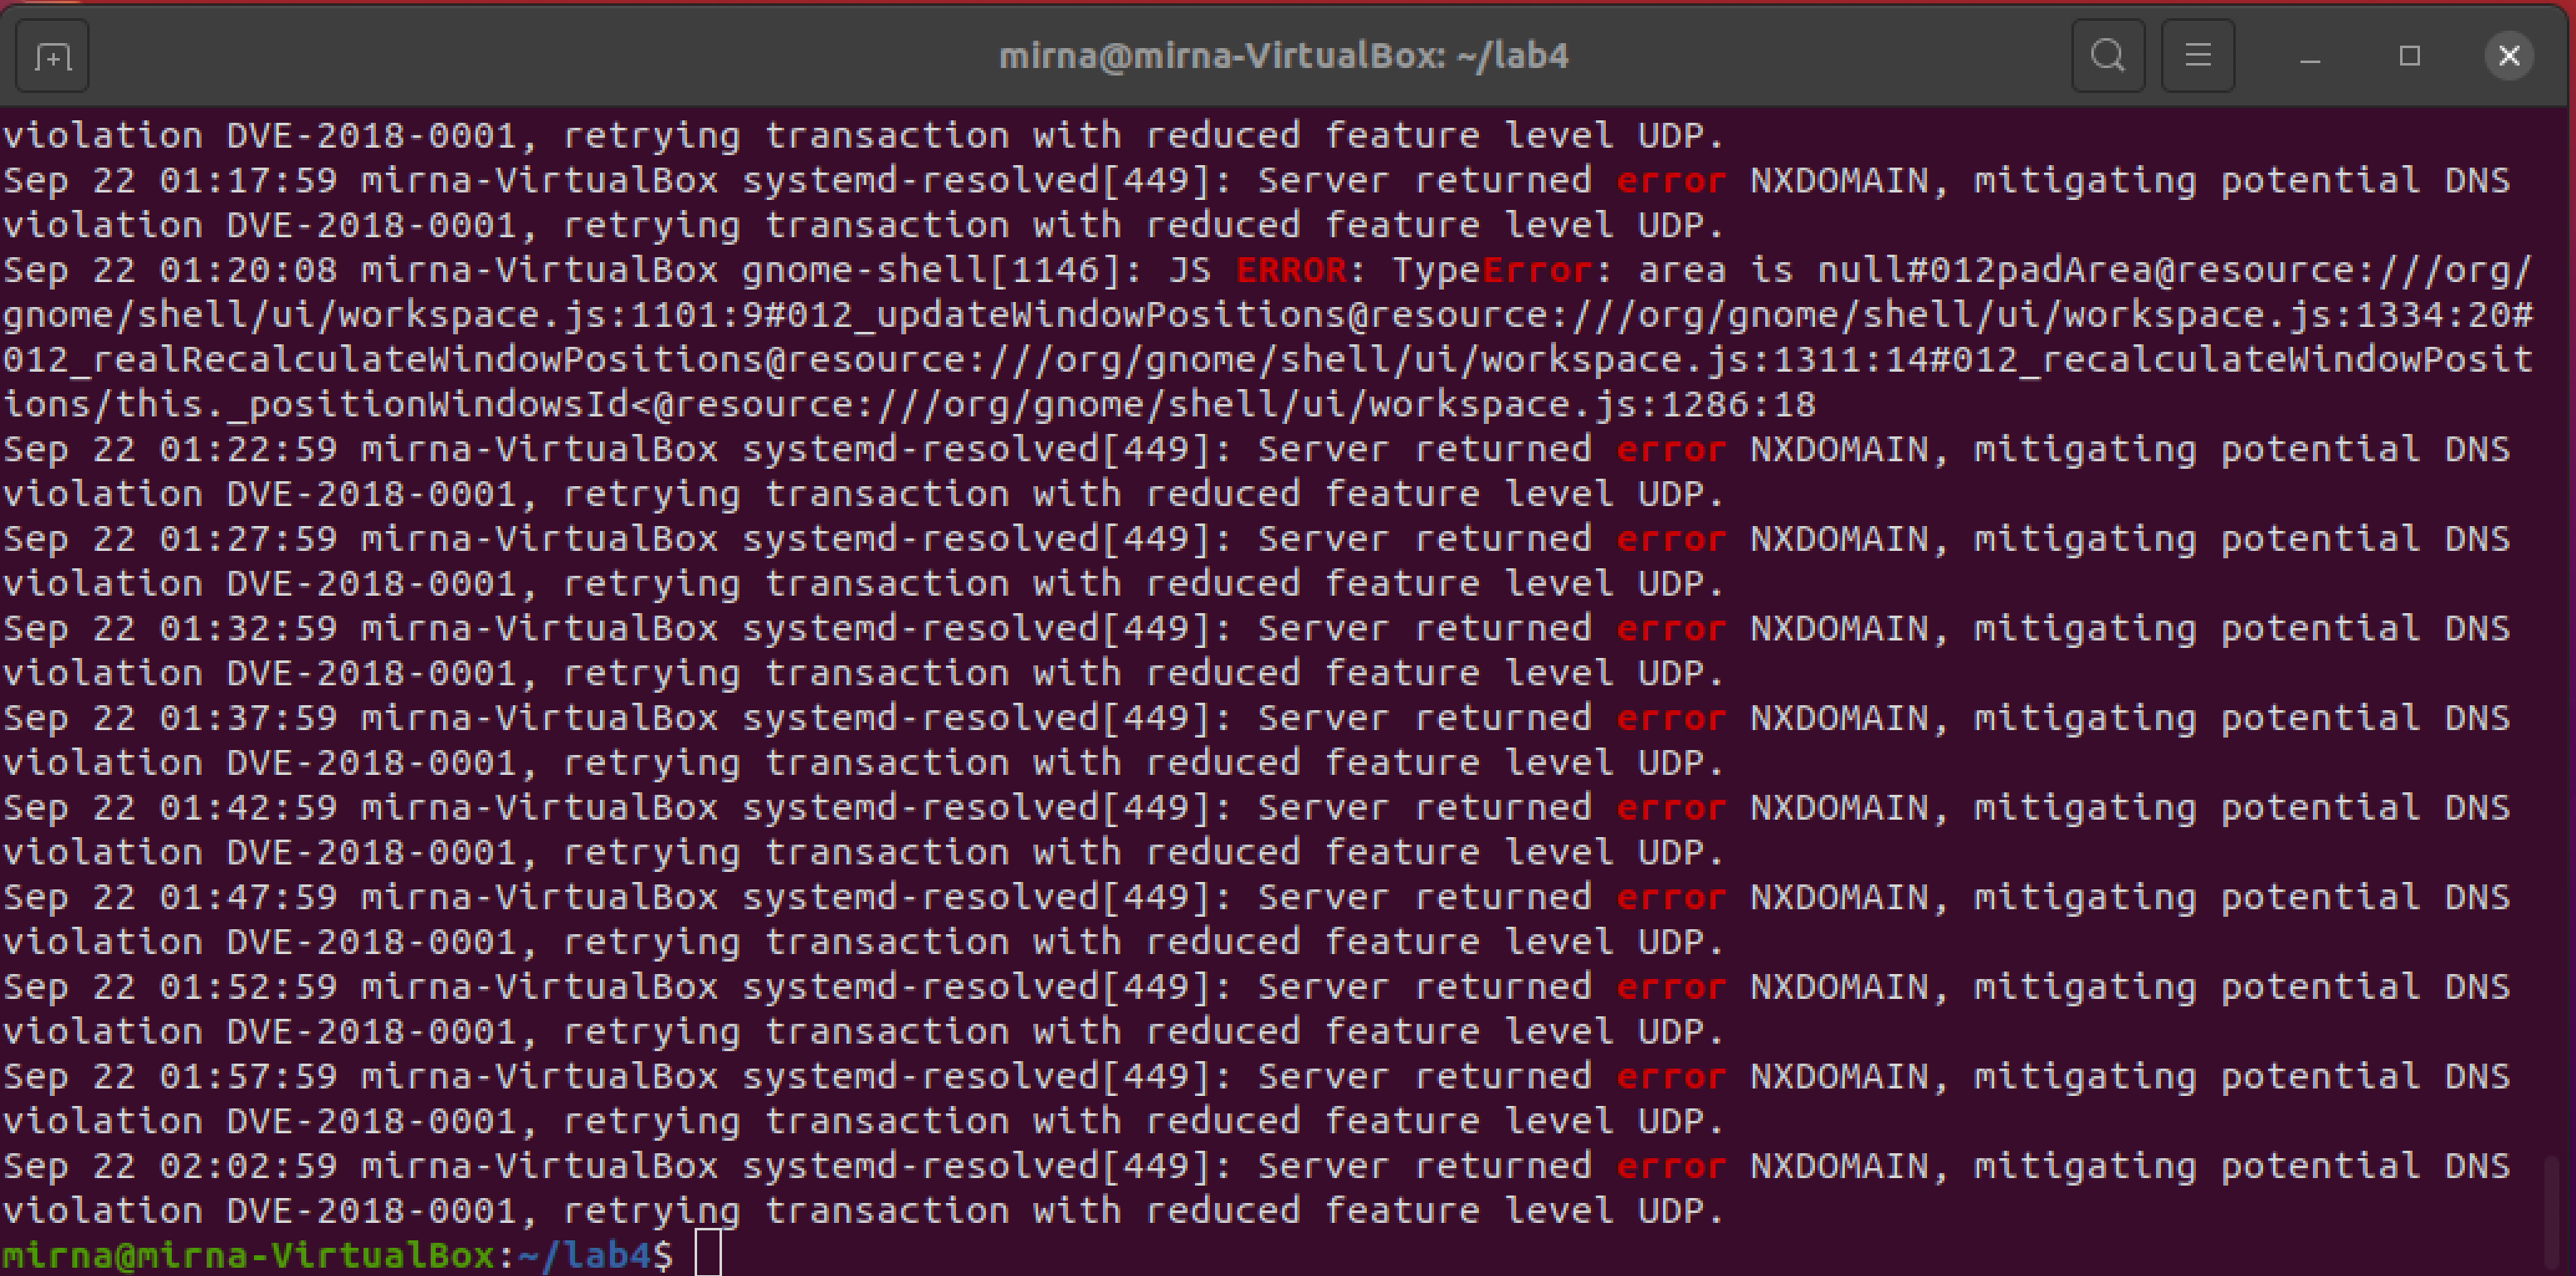 mirna@mirna-VirtualBox: ~/lab4
violation DVE-2018-0001, retrying transaction with reduced feature level UDP.
Sep 22 01:17:59 mirna-VirtualBox systemd-resolved[449]: Server returned error NXDOMAIN, mitigating potential DNS
violation DVE-2018-0001, retrying transaction with reduced feature level UDP.
Sep 22 01:20:08 mirna-VirtualBox gnome-shell[1146]: JS ERROR: TypeError: area is null#012padArea@resource:///org/
gnome/shell/ui/workspace.js:1101:9#012_updateWindowPositions@resource:///org/gnome/shell/ui/workspace.js:1334:20#
012_realRecalculateWindowPositions@resource:///org/gnome/shell/ui/workspace.js:1311:14#012_recalculateWindowPosit
ions/this._positionWindowsId<@resource:///org/gnome/shell/ui/workspace.js:1286:18
Sep 22 01:22:59 mirna-VirtualBox systemd-resolved[449]: Server returned error NXDOMAIN, mitigating potential DNS
violation DVE-2018-0001, retrying transaction with reduced feature level UDP.
Sep 22 01:27:59 mirna-VirtualBox systemd-resolved[449]: Server returned error NXDOMAIN, mitigating potential DNS
violation DVE-2018-0001, retrying transaction with reduced feature level UDP.
Sep 22 01:32:59 mirna-VirtualBox systemd-resolved[449]: Server returned error NXDOMAIN, mitigating potential DNS
violation DVE-2018-0001, retrying transaction with reduced feature level UDP.
Sep 22 01:37:59 mirna-VirtualBox systemd-resolved[449]: Server returned error NXDOMAIN, mitigating potential DNS
violation DVE-2018-0001, retrying transaction with reduced feature level UDP.
Sep 22 01:42:59 mirna-VirtualBox systemd-resolved[449]: Server returned error NXDOMAIN, mitigating potential DNS
violation DVE-2018-0001, retrying transaction with reduced feature level UDP.
Sep 22 01:47:59 mirna-VirtualBox systemd-resolved[449]: Server returned error NXDOMAIN, mitigating potential DNS
violation DVE-2018-0001, retrying transaction with reduced feature level UDP.
Sep 22 01:52:59 mirna-VirtualBox systemd-resolved[449]: Server returned error NXDOMAIN, mitigating potential DNS
violation DVE-2018-0001, retrying transaction with reduced feature level UDP.
Sep 22 01:57:59 mirna-VirtualBox systemd-resolved[449]: Server returned error NXDOMAIN, mitigating potential DNS
violation DVE-2018-0001, retrying transaction with reduced feature level UDP.
Sep 22 02:02:59 mirna-VirtualBox systemd-resolved[449]: Server returned error NXDOMAIN, mitigating potential DNS
violation DVE-2018-0001, retrying transaction with reduced feature level UDP.
mirna@mirna-VirtualBox:~/lab4$